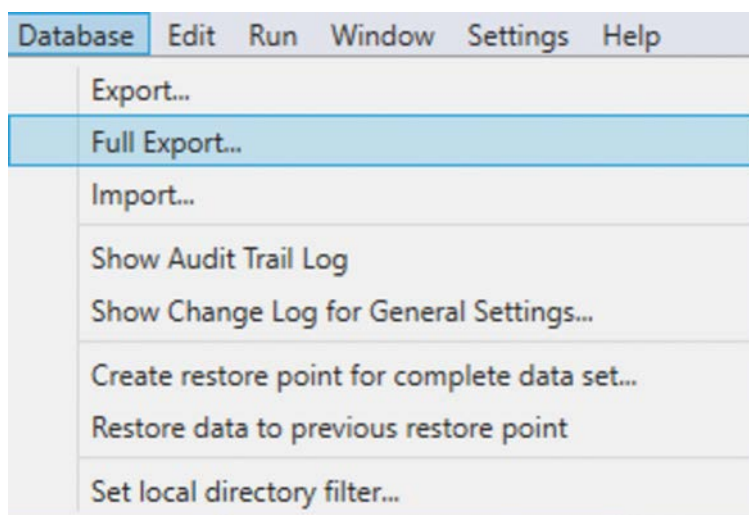 Database Edit Run Window Settings Help
Export...
Full Export...
Import...
Show Audit Trail Log
Show Change Log for General Settings...
Create restore point for complete data set...
Restore data to previous restore point
Set local directory filter...